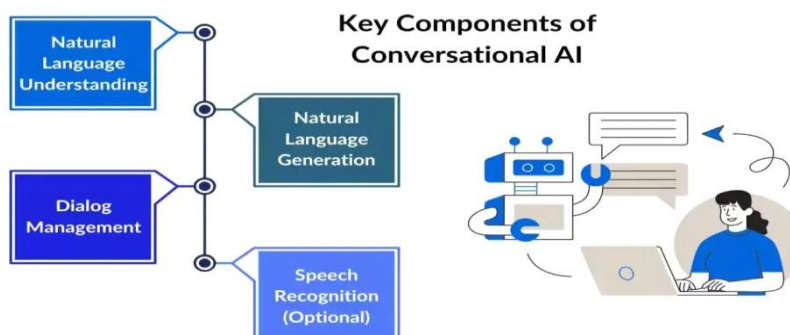 Key Components of
Conversational AI
Natural
Language
Understanding
Natural
Language
Generation
Dialog
Management
Speech
Recognition
(Optional)